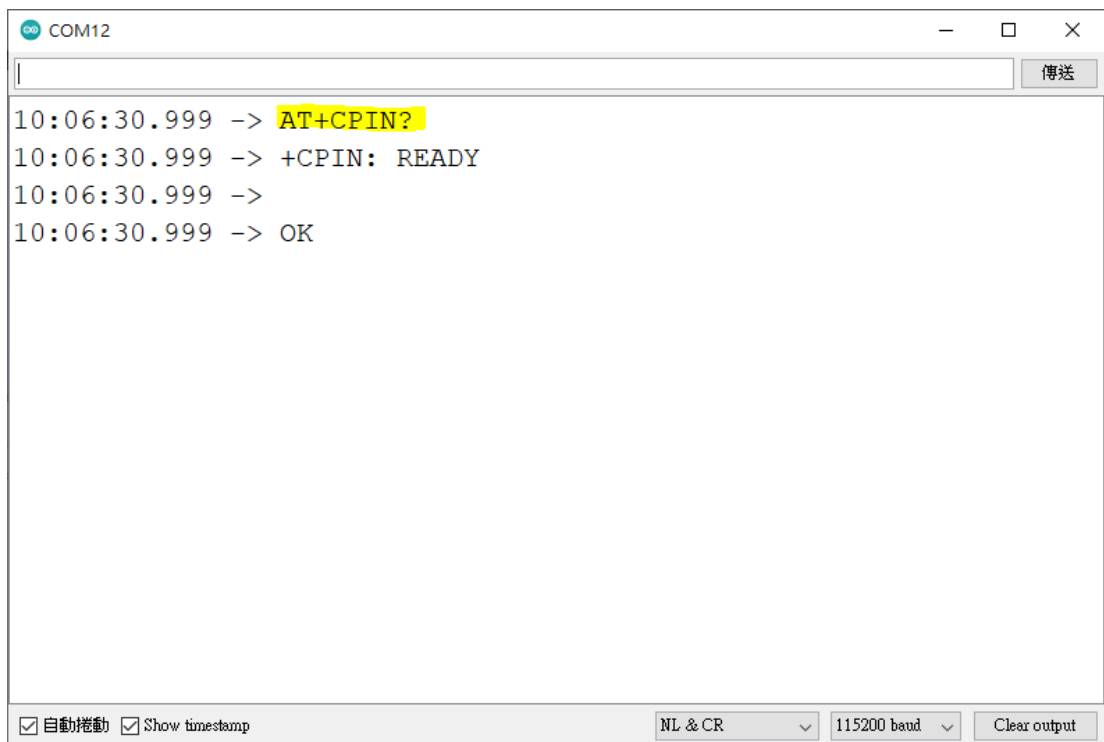 COM12
傳送
10:06:30.999 -> AT+CPIN?
10:06:30.999 -> +CPIN: READY
10:06:30.999 ->
10:06:30.999 -> OK
自動捲動 Show timestamp NL & CR 115200 baud Clear output